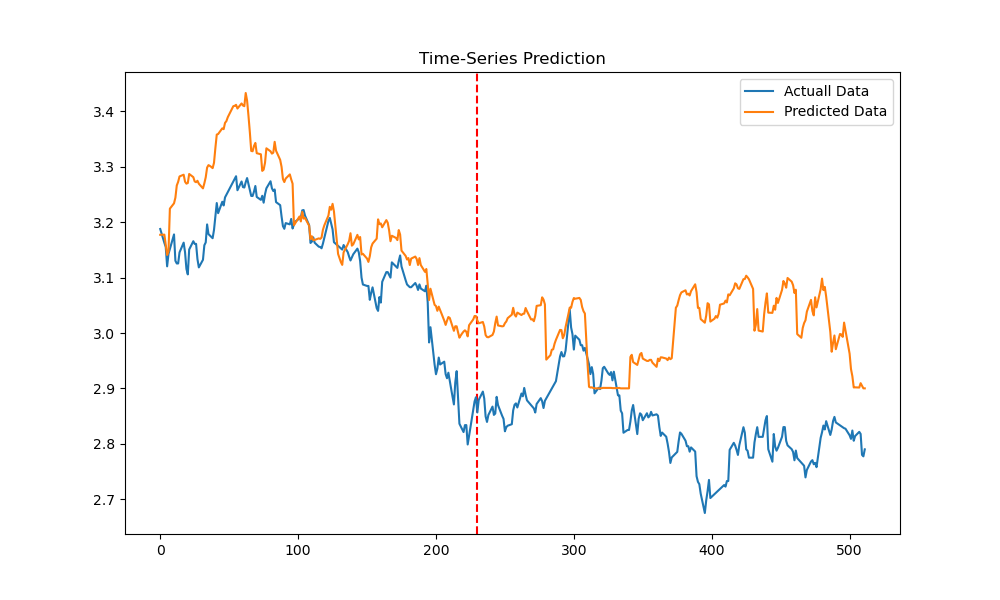 Time-Series Prediction
Actuall Data
Predicted Data
3.4
3.3
3.2
3.1
3.0
2.9
2.8
2.7
0 100 200 300 400 500